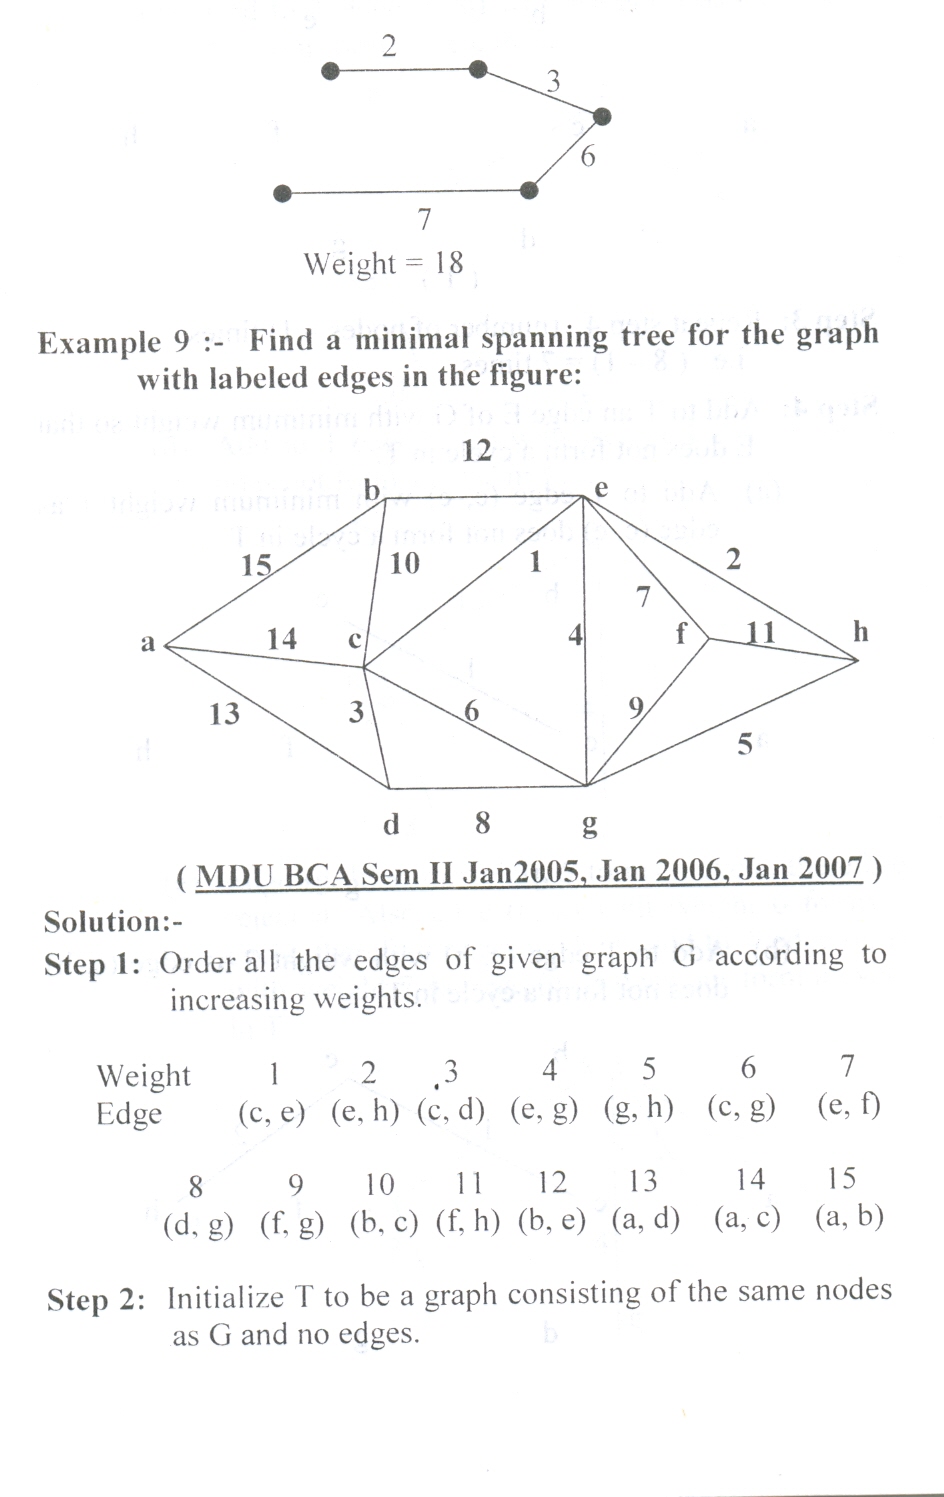 2
3
6
7
Weight = 18
Example 9 :- Find a minimal spanning tree for the graph
with labeled edges in the figure:
12
b e
15 10 1 2
7
a 14 c 4 f 11 h
13 3 6 9
5
d 8 g
( MDU BCA Sem II Jan2005, Jan 2006, Jan 2007 )
Solution:-
Step 1: Order all the edges of given graph G according to
increasing weights.
Weight 1 2 3 4 5 6 7
Edge (c, e) (e, h) (c, d) (e, g) (g, h) (c, g) (e, f)
8 9 10 11 12 13 14 15
(d, g) (f, g) (b, c) (f, h) (b, e) (a, d) (a, c) (a, b)
Step 2: Initialize T to be a graph consisting of the same nodes
as G and no edges.